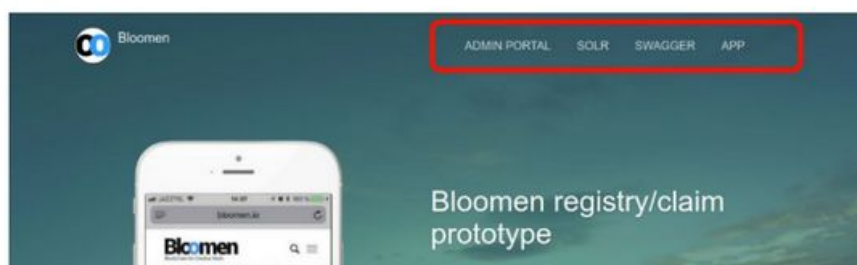 Bloomen
ADMIN PORTAL SOLR SWAGGER APP
bloomen.io
Bloomen
Bloomen registry/claim
prototype